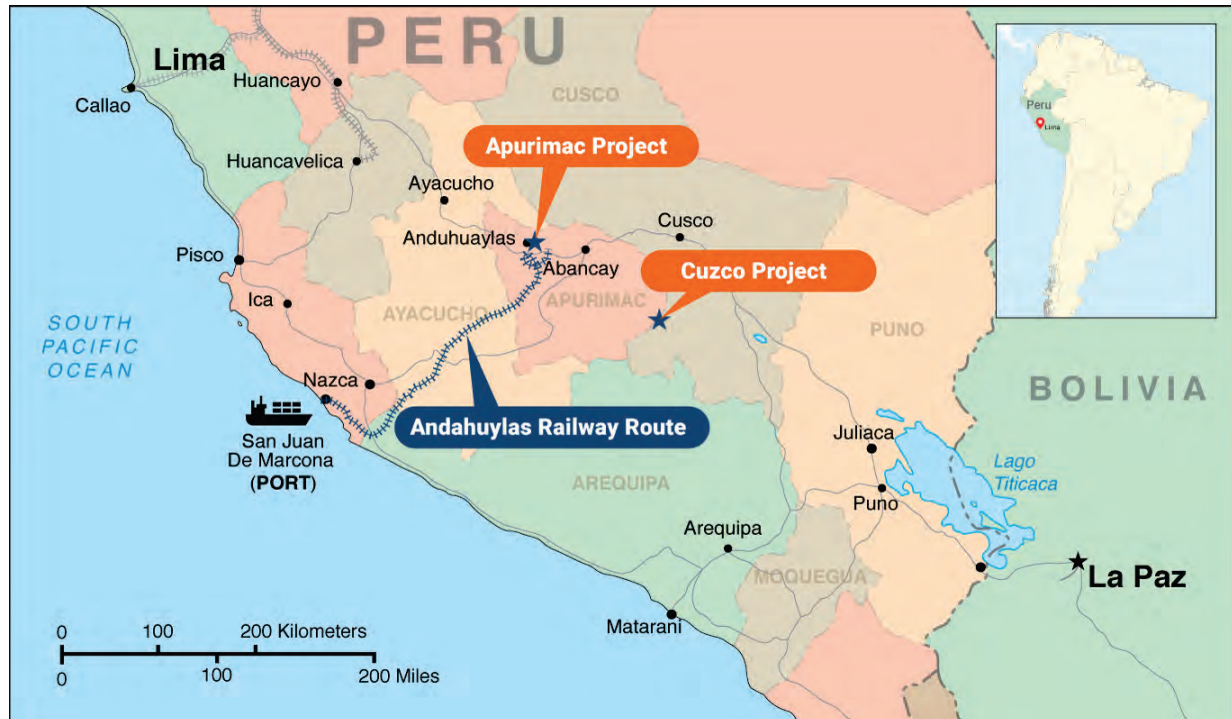 PERU
Lima
Huancayo
Callao
CUSCO
Peru
Lima
Apurimac Project
Huancavelica
Ayacucho
Cusco
Anduhuaylas
Pisco
Abancay
Cuzco Project
Ica
APURIMAC
AYACUCHO
PUNO
SOUTH
PACIFIC
OCEAN
Nazca
BOLIVIA
Andahuylas Railway Route
San Juan
De Marcona
(PORT)
Juliaca
Lago
Titicaca
AREQUIPA
Puno
Arequipa
MOQUEGUA
La Paz
Matarani
0 100 200 Kilometers
0 100 200 Miles